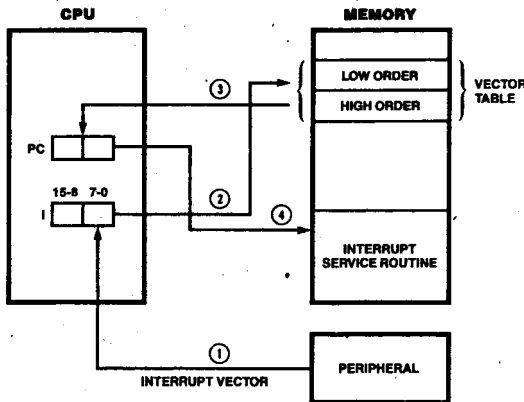 CPU
MEMORY
LOW ORDER
HIGH ORDER
VECTOR
TABLE
3
PC
15-8 7-0
I
2
4
INTERRUPT
SERVICE ROUTINE
1
INTERRUPT VECTOR
PERIPHERAL